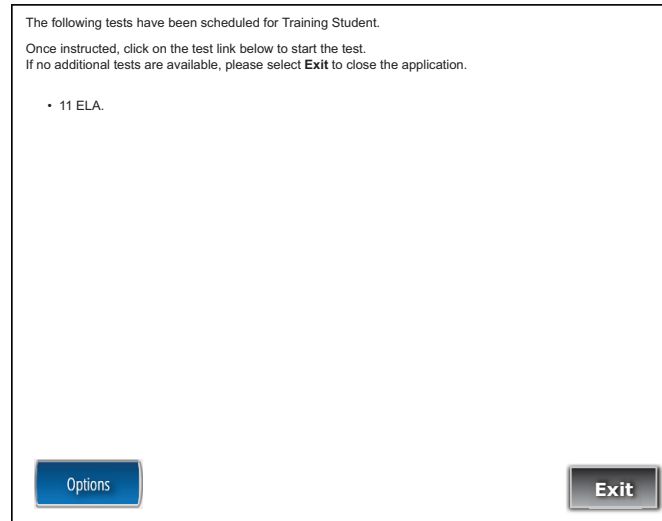 The following tests have been scheduled for Training Student.
Once instructed, click on the test link below to start the test.
If no additional tests are available, please select Exit to close the application.
• 11 ELA.
Options
Exit